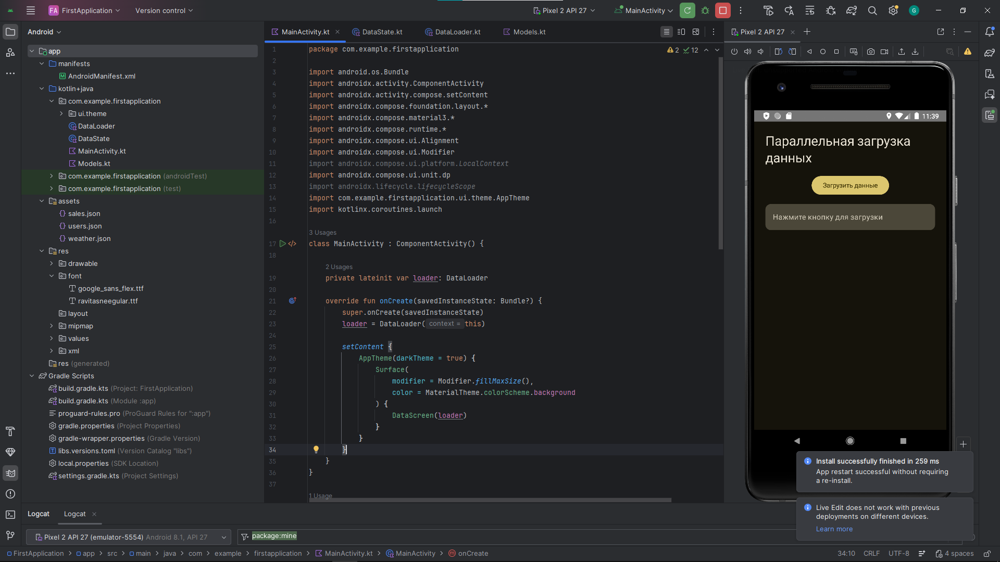 FA FirstApplication
Version control
Pixel 2 API 27
MainActivity
G
Android
app
manifests
AndroidManifest.xml
kotlin+java
com.example.firstapplication
ui.theme
DataLoader
DataState
MainActivity.kt
Models.kt
com.example.firstapplication (androidTest)
com.example.firstapplication (test)
assets
sales.json
users.json
weather.json
res
drawable
font
google_sans_flex.ttf
ravitasneegular.ttf
layout
mipmap
values
xml
res (generated)
Gradle Scripts
build.gradle.kts (Project: FirstApplication)
build.gradle.kts (Module :app)
proguard-rules.pro (ProGuard Rules for ":app")
gradle.properties (Project Properties)
gradle-wrapper.properties (Gradle Version)
libs.versions.toml (Version Catalog "libs")
local.properties (SDK Location)
settings.gradle.kts (Project Settings)
MainActivity.kt
DataState.kt
DataLoader.kt
Models.kt
2 12
1 package com.example.firstapplication
2
3 import android.os.Bundle
4 import androidx.activity.ComponentActivity
5 import androidx.activity.compose.setContent
6 import androidx.compose.foundation.layout.*
7 import androidx.compose.material3.*
8 import androidx.compose.runtime.*
9 import androidx.compose.ui.Alignment
10 import androidx.compose.ui.Modifier
11 import androidx.compose.ui.platform.LocalContext
12 import androidx.compose.ui.unit.dp
13 import androidx.lifecycle.lifecycleScope
14 import com.example.firstapplication.ui.theme.AppTheme
15 import kotlinx.coroutines.launch
16
3 Usages
17 class MainActivity : ComponentActivity() {
18
2 Usages
19 private lateinit var loader: DataLoader
20
21 override fun onCreate(savedInstanceState: Bundle?) {
22 super.onCreate(savedInstanceState)
23 loader = DataLoader( context = this)
24
25 setContent {
26 AppTheme(darkTheme = true) {
27 Surface(
28 modifier = Modifier.fillMaxSize(),
29 color = MaterialTheme.colorScheme.background
30 ) {
31 DataScreen(loader)
32 }
33 }
34 }
35 }
36 }
37
1 Usage
Pixel 2 API 27
11:39
Параллельная загрузка
данных
Загрузить данные
Нажмите кнопку для загрузки
Install successfully finished in 259 ms
App restart successful without requiring
a re-install.
Live Edit does not work with previous
deployments on different devices.
Learn more
Logcat
Logcat
Pixel 2 API 27 (emulator-5554) Android 8.1, API 27
package:mine
FirstApplication > app > src > main > java > com > example > firstapplication > MainActivity.kt > MainActivity > onCreate
34:10 CRLF UTF-8 4 spaces